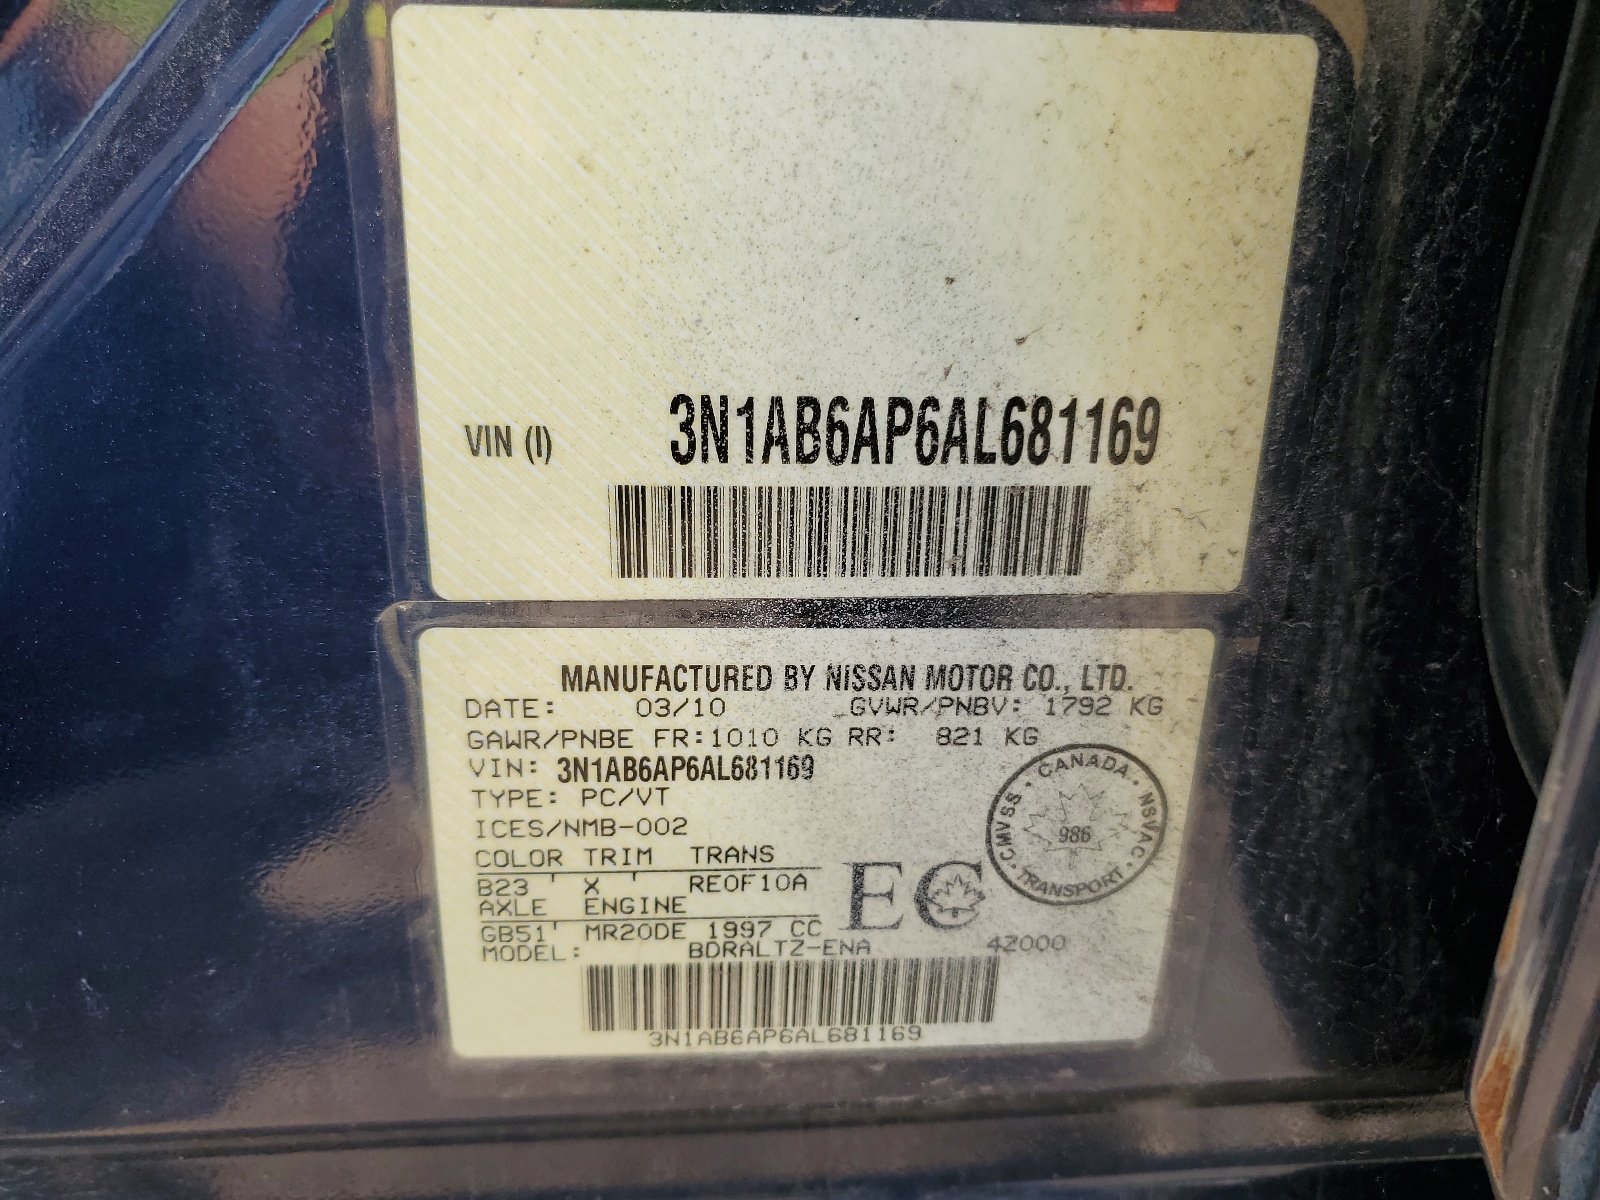 VIN (I) 3N1AB6AP6AL681169
MANUFACTURED BY NISSAN MOTOR CO., LTD.
DATE: 03/10 GVWR/PNBV: 1792 KG
GAWR/PNBE FR:1010 KG RR: 821 KG
VIN: 3N1AB6AP6AL681169
TYPE: PC/VT
ICES/NMB-002
COLOR TRIM TRANS
B23 ' X ' RE0F10A
AXLE ENGINE
GB51' MR20DE 1997 CC
MODEL: BDRALTZ-ENA 4Z000
3N1AB6AP6AL681169
EC
· CANADA · NSVAC · TRANSPORT · CMVSS
986